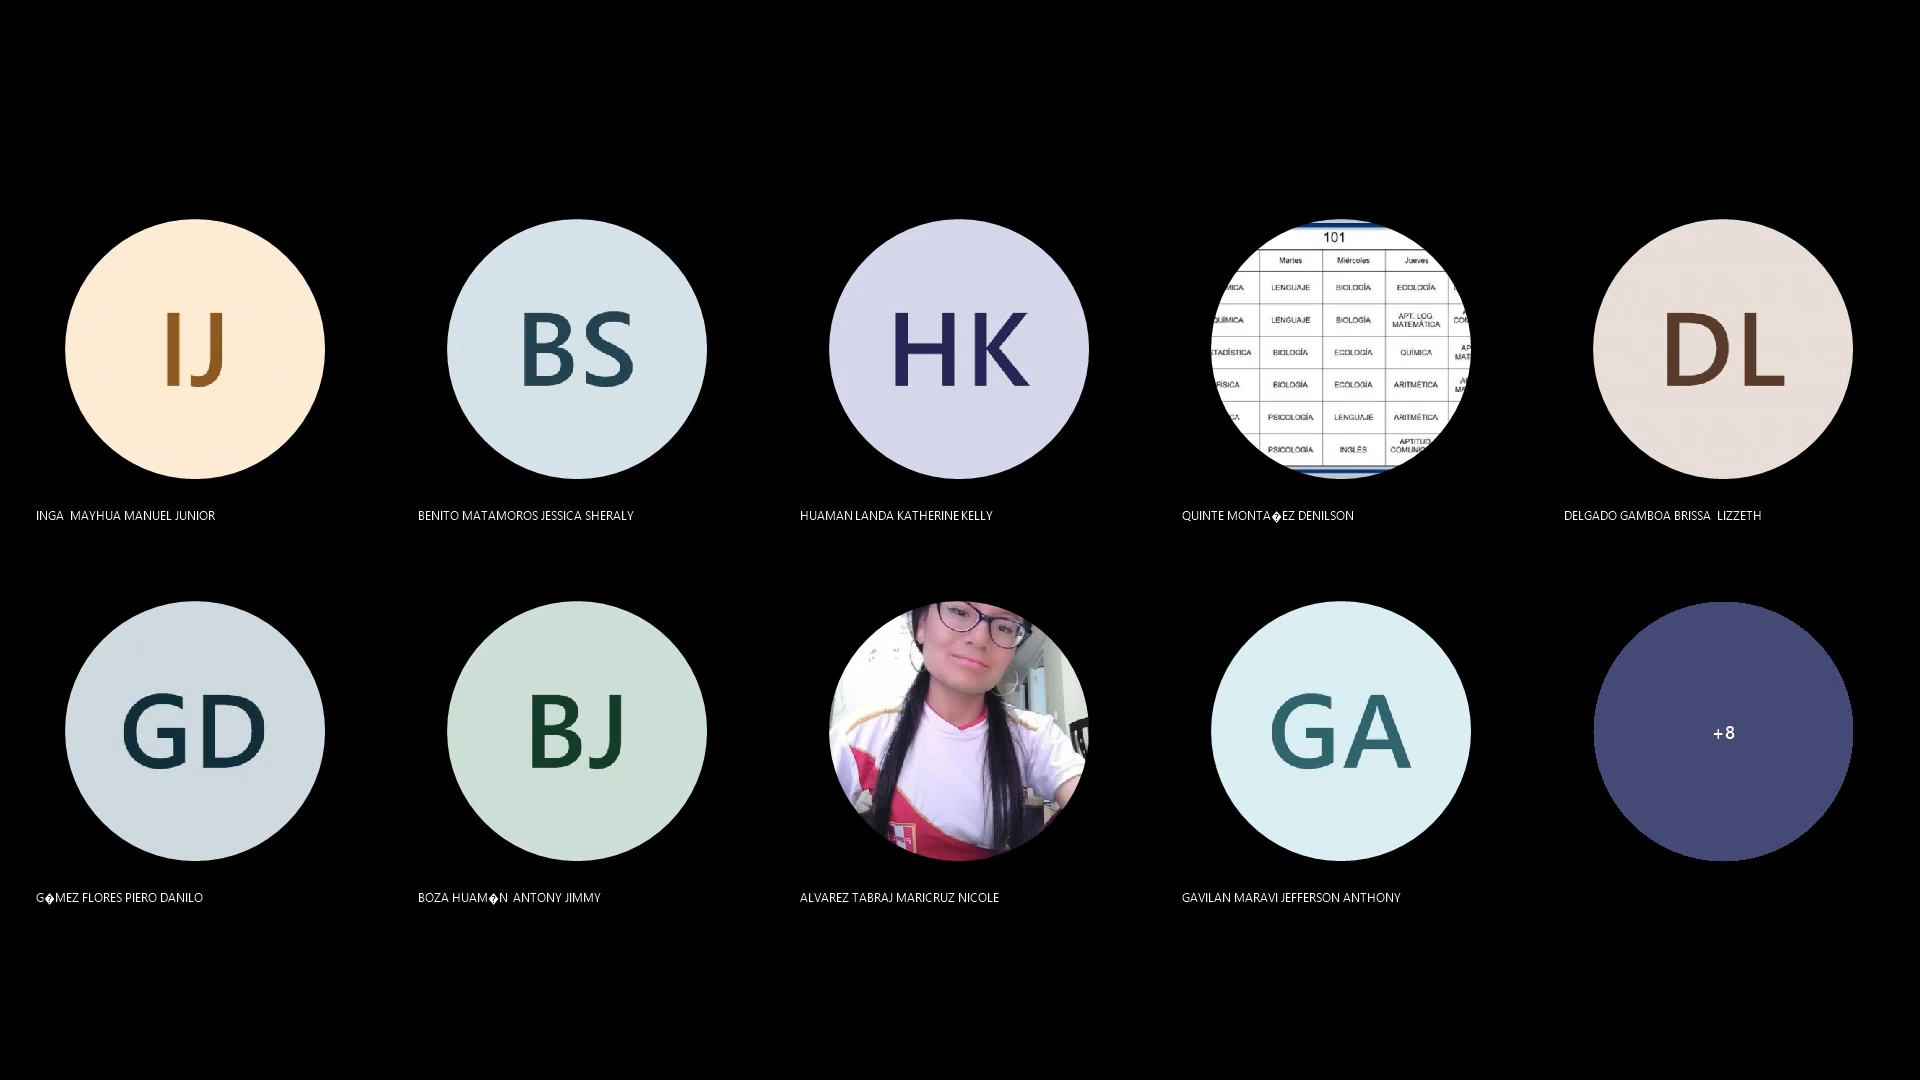 IJ
BS
HK
101
Martes Miércoles Jueves
LENGUAJE BIOLOGÍA ECOLOGÍA
QUÍMICA LENGUAJE BIOLOGÍA APT. LOG. MATEMÁTICA
BIOLOGÍA ECOLOGÍA QUÍMICA
FÍSICA BIOLOGÍA ECOLOGÍA ARITMÉTICA
PSICOLOGÍA LENGUAJE ARITMÉTICA
PSICOLOGÍA INGLÉS APTITUD
DL
INGA  MAYHUA MANUEL JUNIOR
BENITO MATAMOROS JESSICA SHERALY
HUAMAN LANDA KATHERINE KELLY
QUINTE MONTA�EZ DENILSON
DELGADO GAMBOA BRISSA  LIZZETH
GD
BJ
GA
+8
G�MEZ FLORES PIERO DANILO
BOZA HUAM�N  ANTONY JIMMY
ALVAREZ TABRAJ MARICRUZ NICOLE
GAVILAN MARAVI JEFFERSON ANTHONY